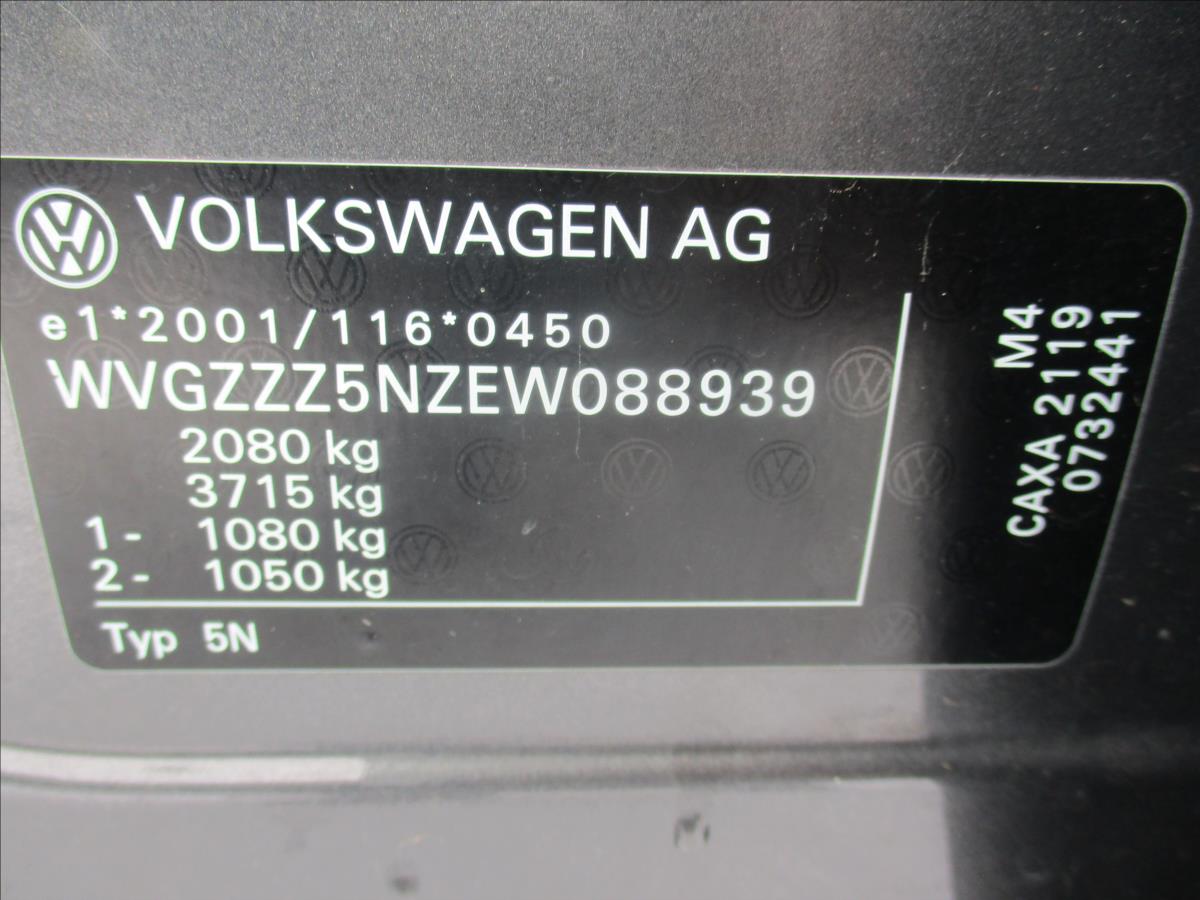 VOLKSWAGEN AG
e1*2001/116*0450
WVGZZZ5NZEW088939
2080 kg
3715 kg
1- 1080 kg
2- 1050 kg
Typ 5N
M4
CAXA 2119
0732441